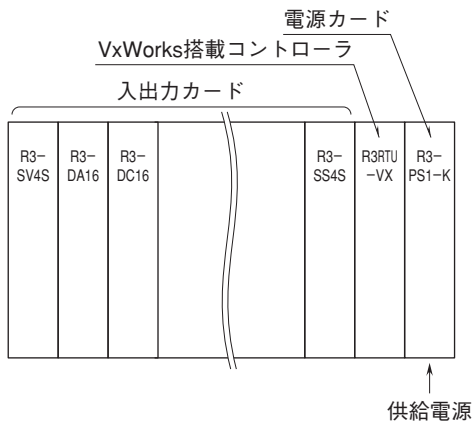 電源カード
VxWorks搭載コントローラ
入出力カード
R3−
SV4S
R3−
DA16
R3−
DC16
R3−
SS4S
R3RTU
−VX
R3−
PS1−K
供給電源